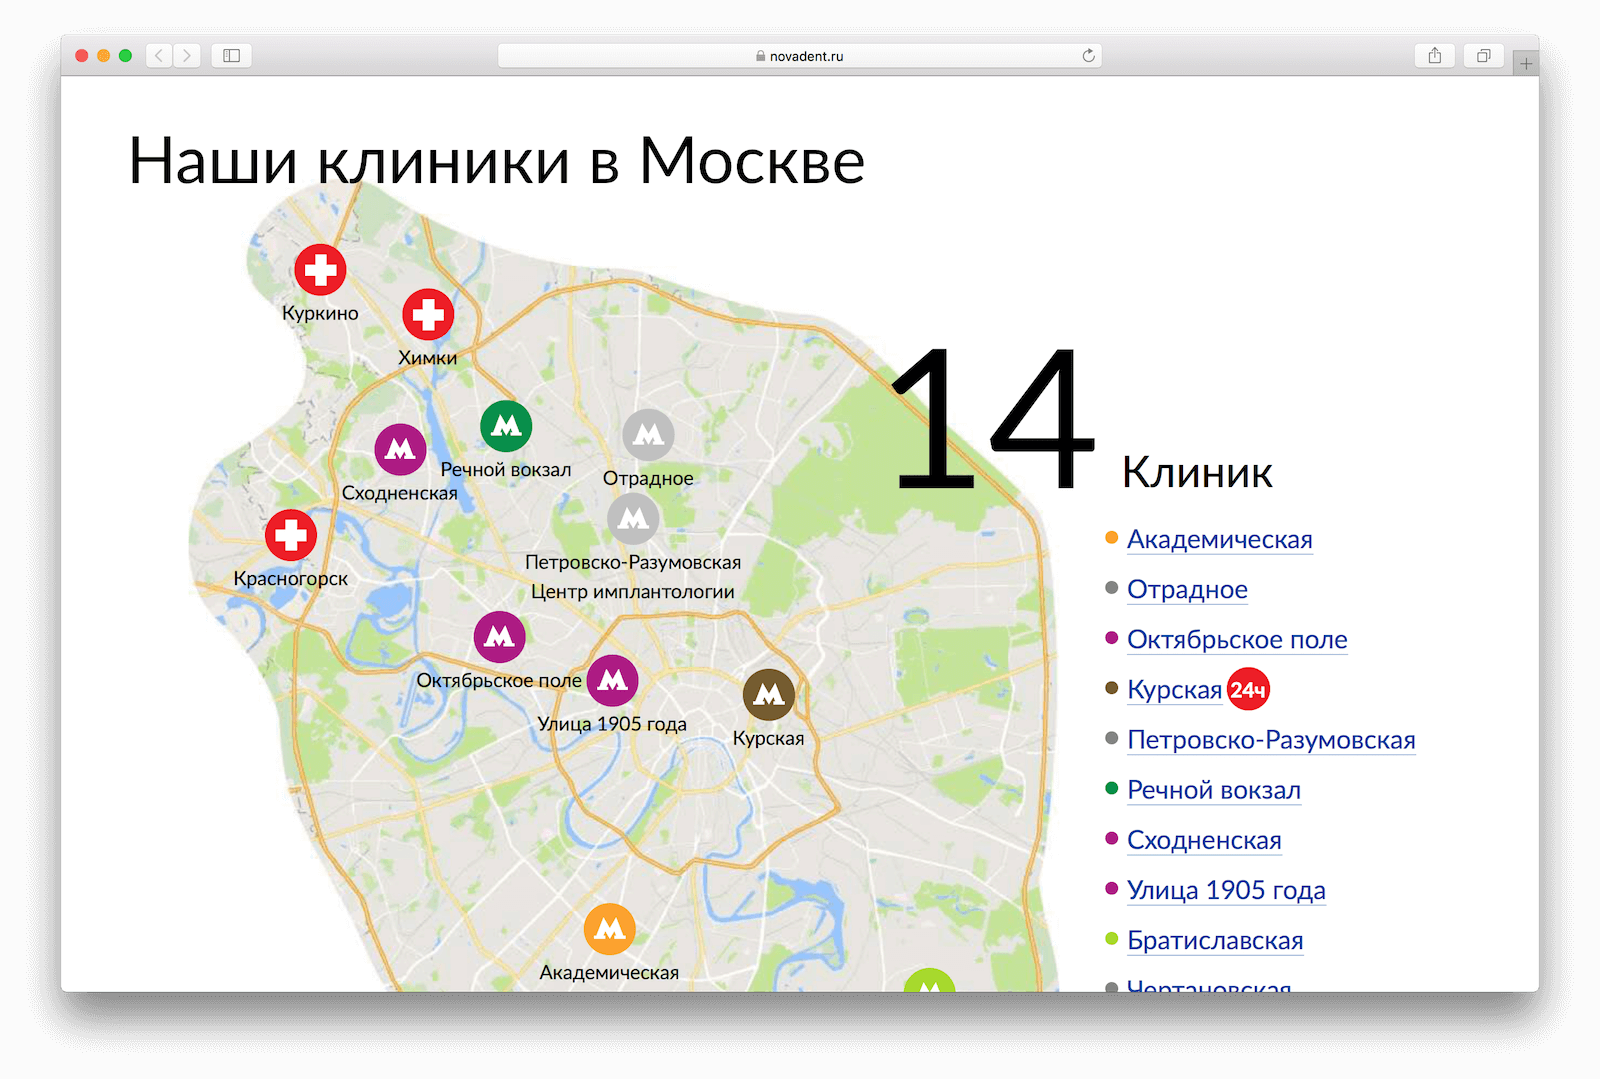 novadent.ru
Наши клиники в Москве
Куркино
Химки
Речной вокзал
Сходненская
Отрадное
Красногорск
Петровско-Разумовская
Центр имплантологии
Октябрьское поле
Улица 1905 года
Курская
Академическая
14 Клиник
Академическая
Отрадное
Октябрьское поле
Курская 24ч
Петровско-Разумовская
Речной вокзал
Сходненская
Улица 1905 года
Братиславская
Чертановская